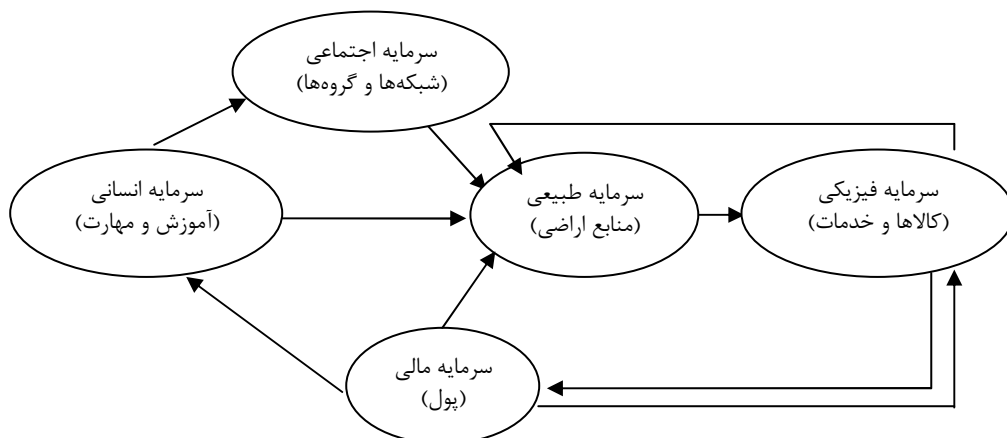 سرمایه اجتماعی
(شبکه‌ها و گروه‌ها)
سرمایه انسانی
(آموزش و مهارت)
سرمایه طبیعی
(منابع اراضی)
سرمایه فیزیکی
(کالاها و خدمات)
سرمایه مالی
(پول)